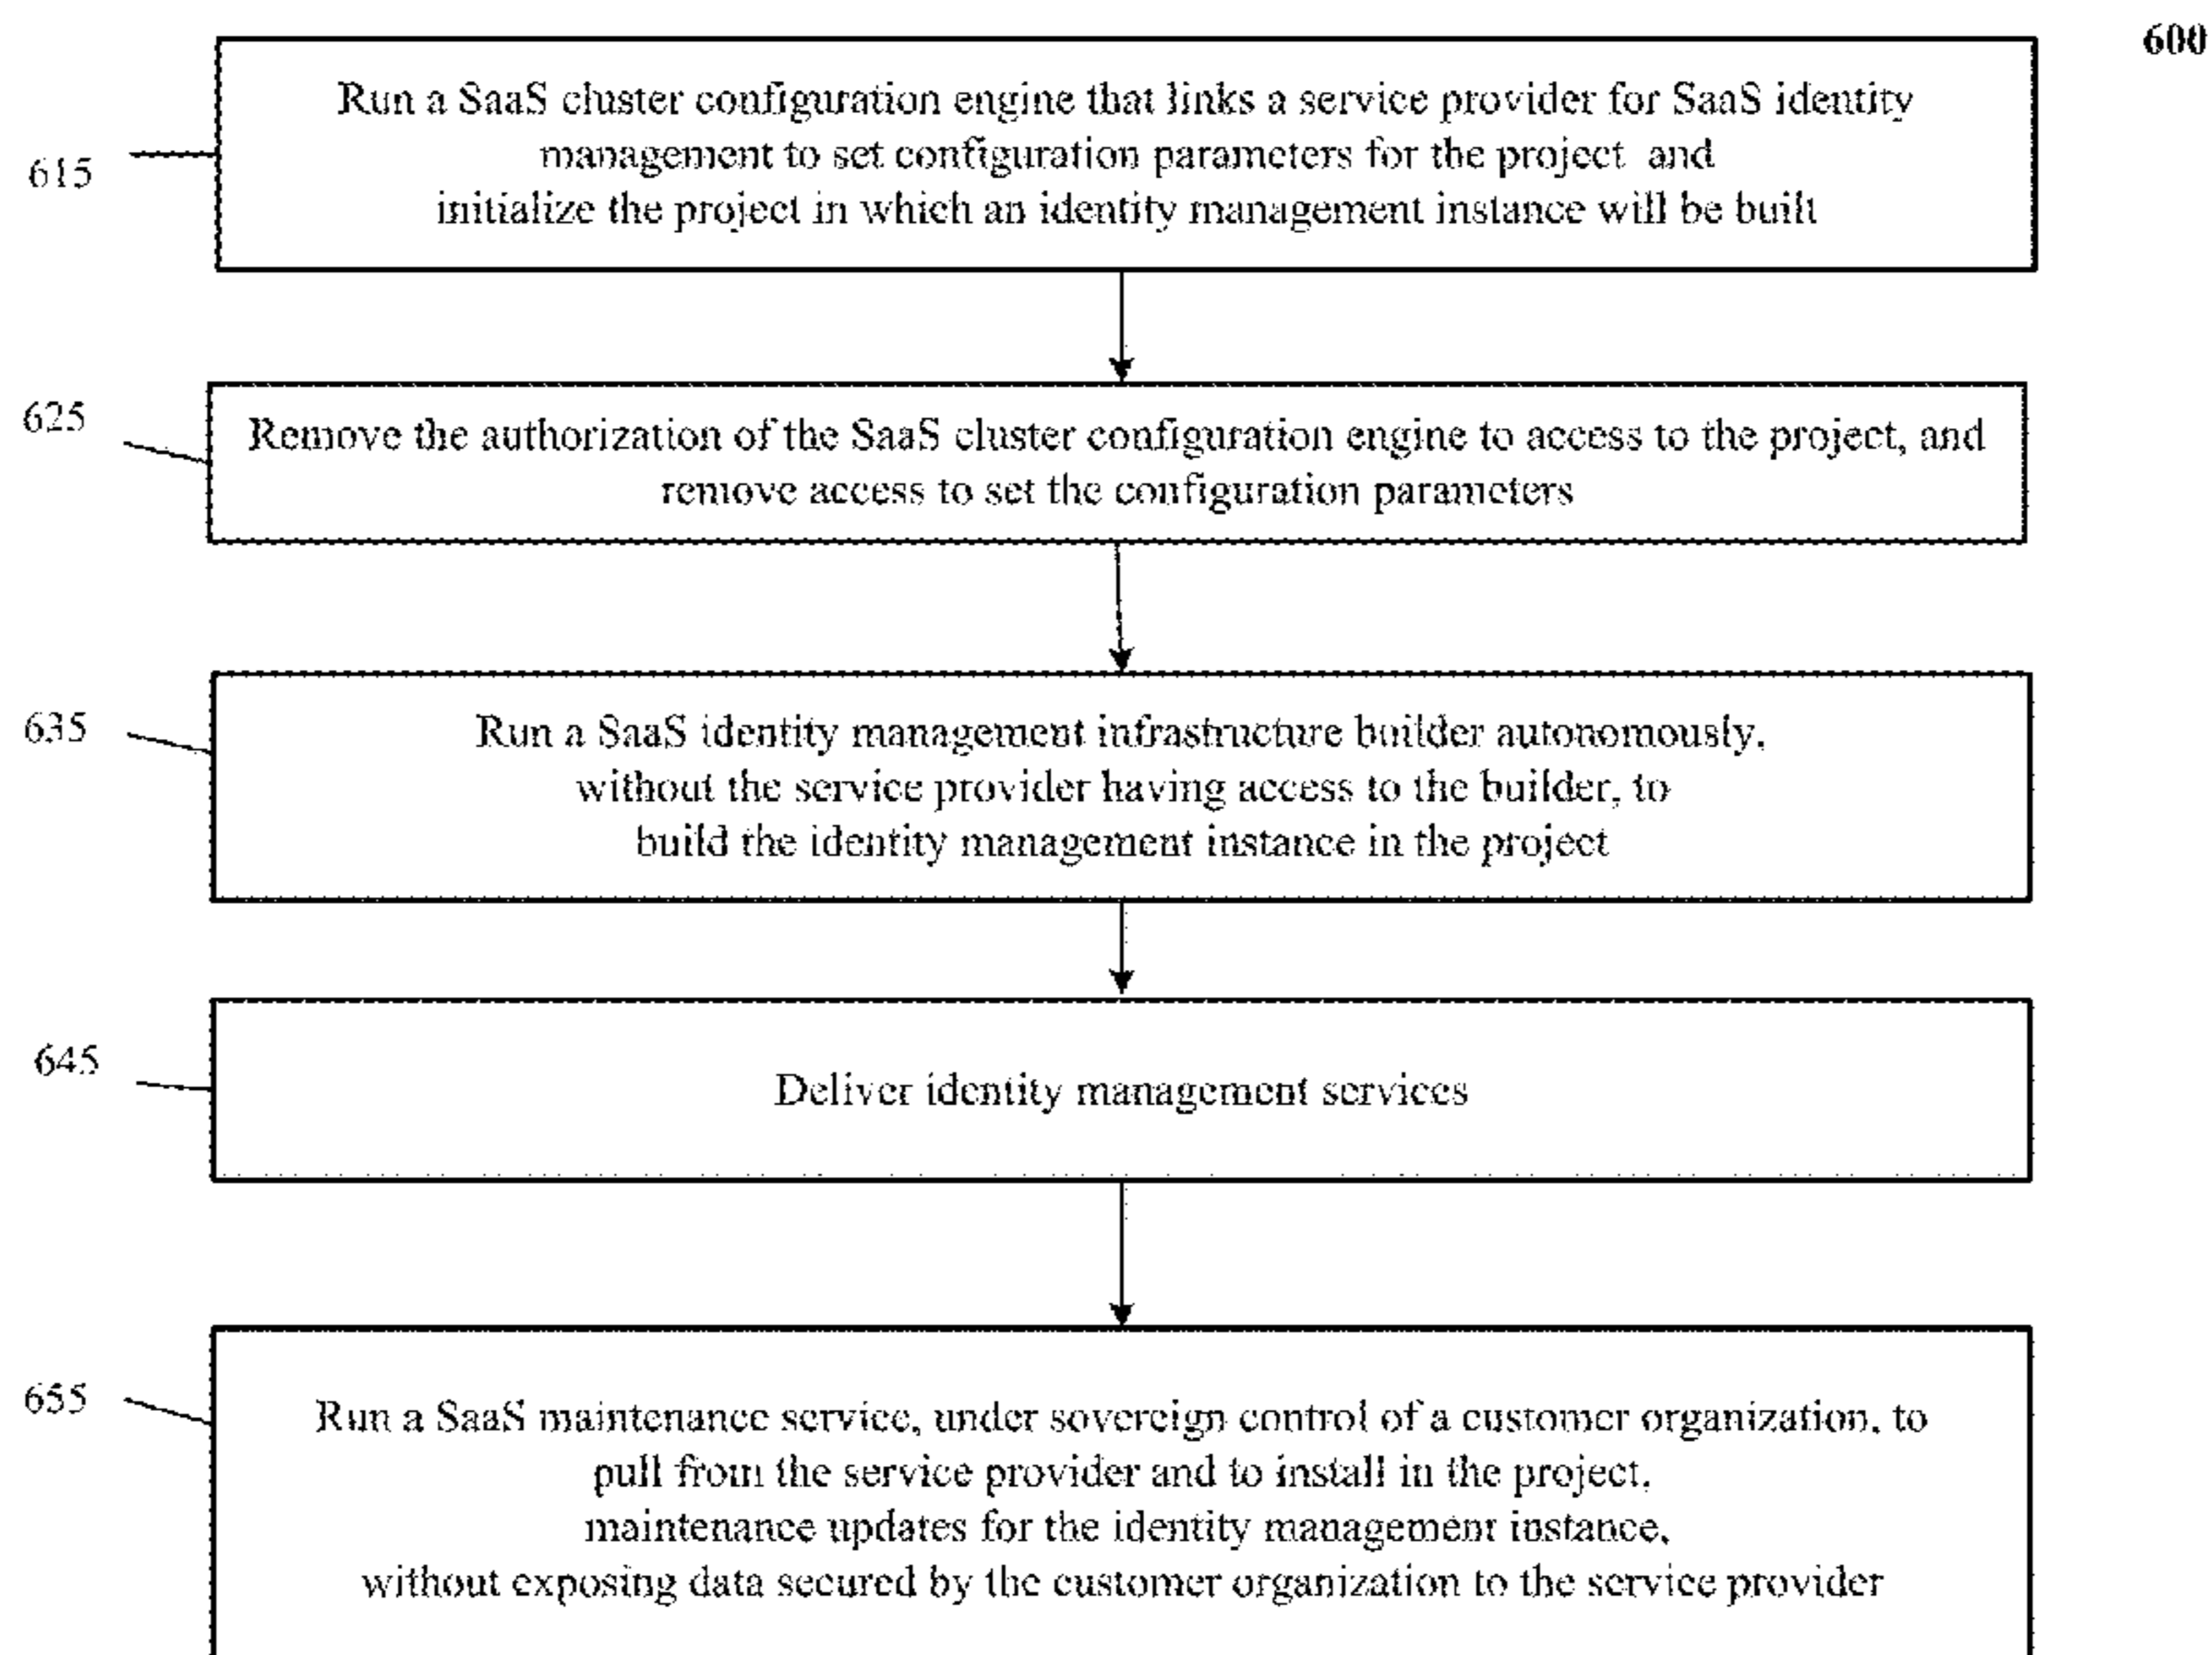 600
Run a SaaS cluster configuration engine that links a service provider for SaaS identity
management to set configuration parameters for the project and
initialize the project in which an identity management instance will be built
615
625
Remove the authorization of the SaaS cluster configuration engine to access to the project, and
remove access to set the configuration parameters
635
Run a SaaS identity management infrastructure builder autonomously,
without the service provider having access to the builder, to
build the identity management instance in the project
645
Deliver identity management services
655
Run a SaaS maintenance service, under sovereign control of a customer organization, to
pull from the service provider and to install in the project,
maintenance updates for the identity management instance,
without exposing data secured by the customer organization to the service provider